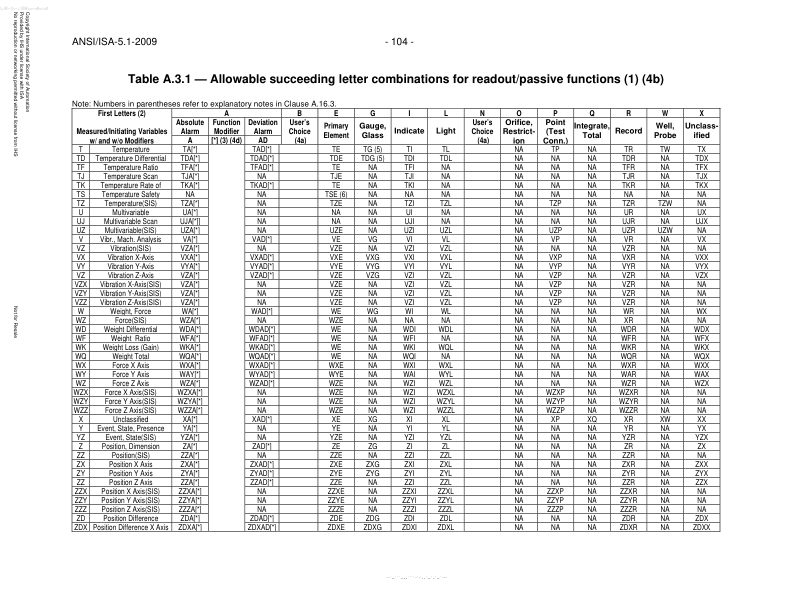 Copyright International Society of Automation
Provided by IHS under license with ISA
No reproduction or networking permitted without license from IHS
Not for Resale
ANSI/ISA-5.1-2009
- 104 -
Table A.3.1 — Allowable succeeding letter combinations for readout/passive functions (1) (4b)
Note: Numbers in parentheses refer to explanatory notes in Clause A.16.3.
First Letters (2) A B E G I L N O P Q R W X
Measured/Initiating Variables w/ and w/o Modifiers | Absolute Alarm A | Function Modifier [*] (3) (4d) | Deviation Alarm AD | User's Choice (4a) | Primary Element | Gauge, Glass | Indicate | Light | User's Choice (4a) | Orifice, Restrict-ion | Point (Test Conn.) | Integrate, Total | Record | Well, Probe | Unclass-ified
T Temperature TA[*] TAD[*] TE TG (5) TI TL NA TP NA TR TW TX
TD Temperature Differential TDA[*] TDAD[*] TDE TDG (5) TDI TDL NA NA NA TDR NA TDX
TF Temperature Ratio TFA[*] TFAD[*] TE NA TFI NA NA NA NA TFR NA TFX
TJ Temperature Scan TJA[*] NA TJE NA TJI NA NA NA NA TJR NA TJX
TK Temperature Rate of TKA[*] TKAD[*] TE NA TKI NA NA NA NA TKR NA TKX
TS Temperature Safety NA NA TSE (6) NA NA NA NA NA NA NA NA NA
TZ Temperature(SIS) TZA[*] NA TZE NA TZI TZL NA TZP NA TZR TZW NA
U Multivariable UA[*] NA NA NA UI NA NA NA NA UR NA UX
UJ Multivariable Scan UJA[*] NA NA NA UJI NA NA NA NA UJR NA UJX
UZ Multivariable(SIS) UZA[*] NA UZE NA UZI UZL NA UZP NA UZR UZW NA
V Vibr., Mach. Analysis VA[*] VAD[*] VE VG VI VL NA VP NA VR NA VX
VZ Vibration(SIS) VZA[*] NA VZE NA VZI VZL NA VZP NA VZR NA NA
VX Vibration X-Axis VXA[*] VXAD[*] VXE VXG VXI VXL NA VXP NA VXR NA VXX
VY Vibration Y-Axis VYA[*] VYAD[*] VYE VYG VYI VYL NA VYP NA VYR NA VYX
VZ Vibration Z-Axis VZA[*] VZAD[*] VZE VZG VZI VZL NA VZP NA VZR NA VZX
VZX Vibration X-Axis(SIS) VZA[*] NA VZE NA VZI VZL NA VZP NA VZR NA NA
VZY Vibration Y-Axis(SIS) VZA[*] NA VZE NA VZI VZL NA VZP NA VZR NA NA
VZZ Vibration Z-Axis(SIS) VZA[*] NA VZE NA VZI VZL NA VZP NA VZR NA NA
W Weight, Force WA[*] WAD[*] WE WG WI WL NA NA NA WR NA WX
WZ Force(SIS) WZA[*] NA WZE NA NA NA NA NA NA XR NA NA
WD Weight Differential WDA[*] WDAD[*] WE NA WDI WDL NA NA NA WDR NA WDX
WF Weight Ratio WFA[*] WFAD[*] WE NA WFI NA NA NA NA WFR NA WFX
WK Weight Loss (Gain) WKA[*] WKAD[*] WE NA WKI WKL NA NA NA WKR NA WKX
WQ Weight Total WQA[*] WQAD[*] WE NA WQI NA NA NA NA WQR NA WQX
WX Force X Axis WXA[*] WXAD[*] WXE NA WXI WXL NA NA NA WXR NA WXX
WY Force Y Axis WAY[*] WYAD[*] WYE NA WAI WYL NA NA NA WAR NA WAX
WZ Force Z Axis WZA[*] WZAD[*] WZE NA WZI WZL NA NA NA WZR NA WZX
WZX Force X Axis(SIS) WZXA[*] NA WZE NA WZI WZXL NA WZXP NA WZXR NA NA
WZY Force Y Axis(SIS) WZYA[*] NA WZE NA WZI WZYL NA WZYP NA WZYR NA NA
WZZ Force Z Axis(SIS) WZZA[*] NA WZE NA WZI WZZL NA WZZP NA WZZR NA NA
X Unclassified XA[*] XAD[*] XE XG XI XL NA XP XQ XR XW XX
Y Event, State, Presence YA[*] NA YE NA YI YL NA NA NA YR NA YX
YZ Event, State(SIS) YZA[*] NA YZE NA YZI YZL NA NA NA YZR NA YZX
Z Position, Dimension ZA[*] ZAD[*] ZE ZG ZI ZL NA NA NA ZR NA ZX
ZZ Position(SIS) ZZA[*] NA ZZE NA ZZI ZZL NA NA NA ZZR NA NA
ZX Position X Axis ZXA[*] ZXAD[*] ZXE ZXG ZXI ZXL NA NA NA ZXR NA ZXX
ZY Position Y Axis ZYA[*] ZYAD[*] ZYE ZYG ZYI ZYL NA NA NA ZYR NA ZYX
ZZ Position Z Axis ZZA[*] ZZAD[*] ZZE ZZG ZZI ZZL NA NA NA ZZR NA ZZX
ZZX Position X Axis(SIS) ZZXA[*] NA ZZXE NA ZZXI ZZXL NA ZZXP NA ZZXR NA NA
ZZY Position Y Axis(SIS) ZZYA[*] NA ZZYE NA ZZYI ZZYL NA ZZYP NA ZZYR NA NA
ZZZ Position Z Axis(SIS) ZZZA[*] NA ZZZE NA ZZZI ZZZL NA ZZZP NA ZZZR NA NA
ZD Position Difference ZDA[*] ZDAD[*] ZDE ZDG ZDI ZDL NA NA NA ZDR NA ZDX
ZDX Position Difference X Axis ZDXA[*] ZDXAD[*] ZDXE ZDXG ZDXI ZDXL NA NA NA ZDXR NA ZDXX